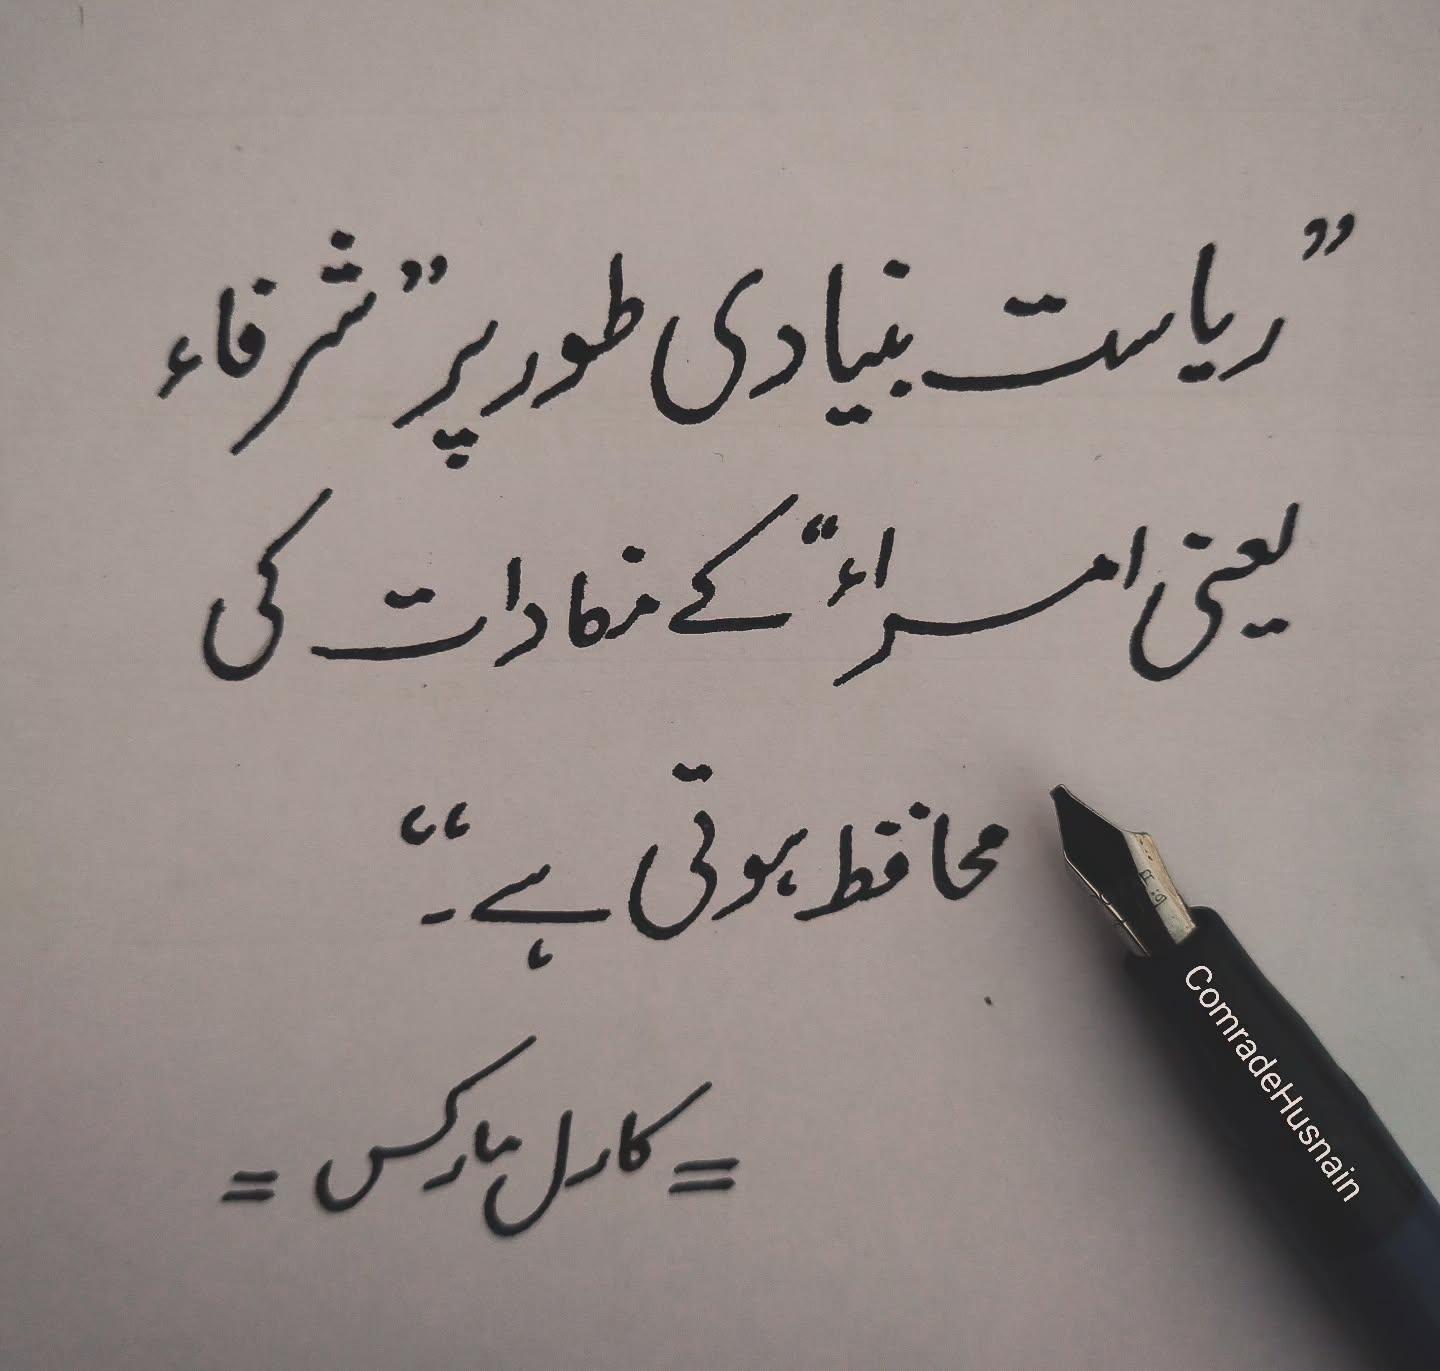 ”ریاست بنیادی طور پر ”شرفاء
یعنی امراء“ کے مفادات کی
محافظ ہوتی ہے۔“
= کارل مارکس =
ComradeHusnain